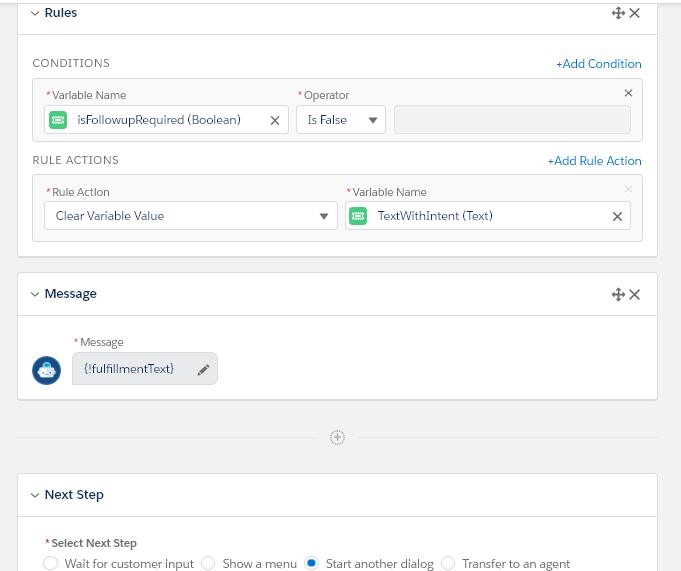 Rules
CONDITIONS
+Add Condition
*Variable Name
*Operator
isFollowupRequired (Boolean)
Is False
RULE ACTIONS
+Add Rule Action
*Rule Action
*Variable Name
Clear Variable Value
TextWithIntent (Text)
Message
*Message
{!fulfillmentText}
Next Step
*Select Next Step
Wait for customer input
Show a menu
Start another dialog
Transfer to an agent